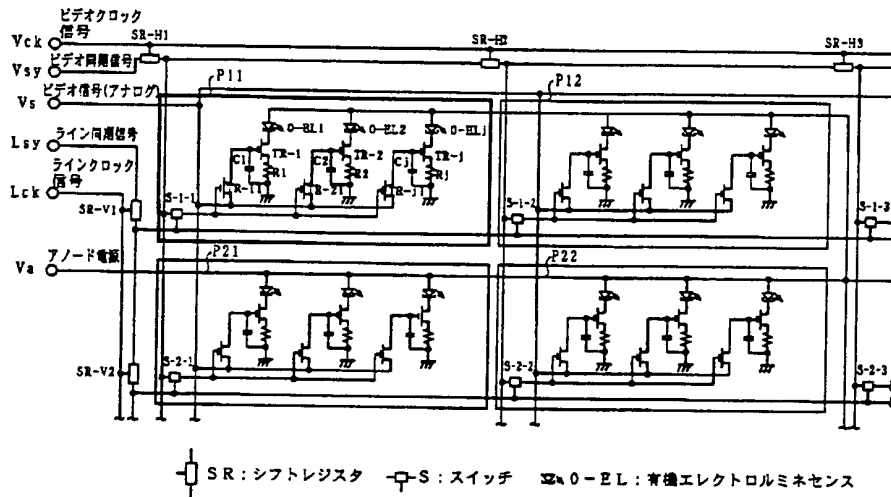 ビデオクロック
信号
Vck
SR-H1
SR-H2
SR-H3
ビデオ同期信号
Vsy
ビデオ信号(アナログ)
Vs
P11
P12
ライン同期信号
Lsy
O-EL1
O-EL2
O-ELj
ラインクロック
信号
Lck
C1
TR-1
C2
TR-2
Cj
TR-j
R1
R2
Rj
R-11
R-21
R-j1
SR-V1
S-1-1
S-1-2
S-1-3
アノード電源
Va
P21
P22
SR-V2
S-2-1
S-2-2
S-2-3
SR:シフトレジスタ
S:スイッチ
O-EL:有機エレクトロルミネセンス